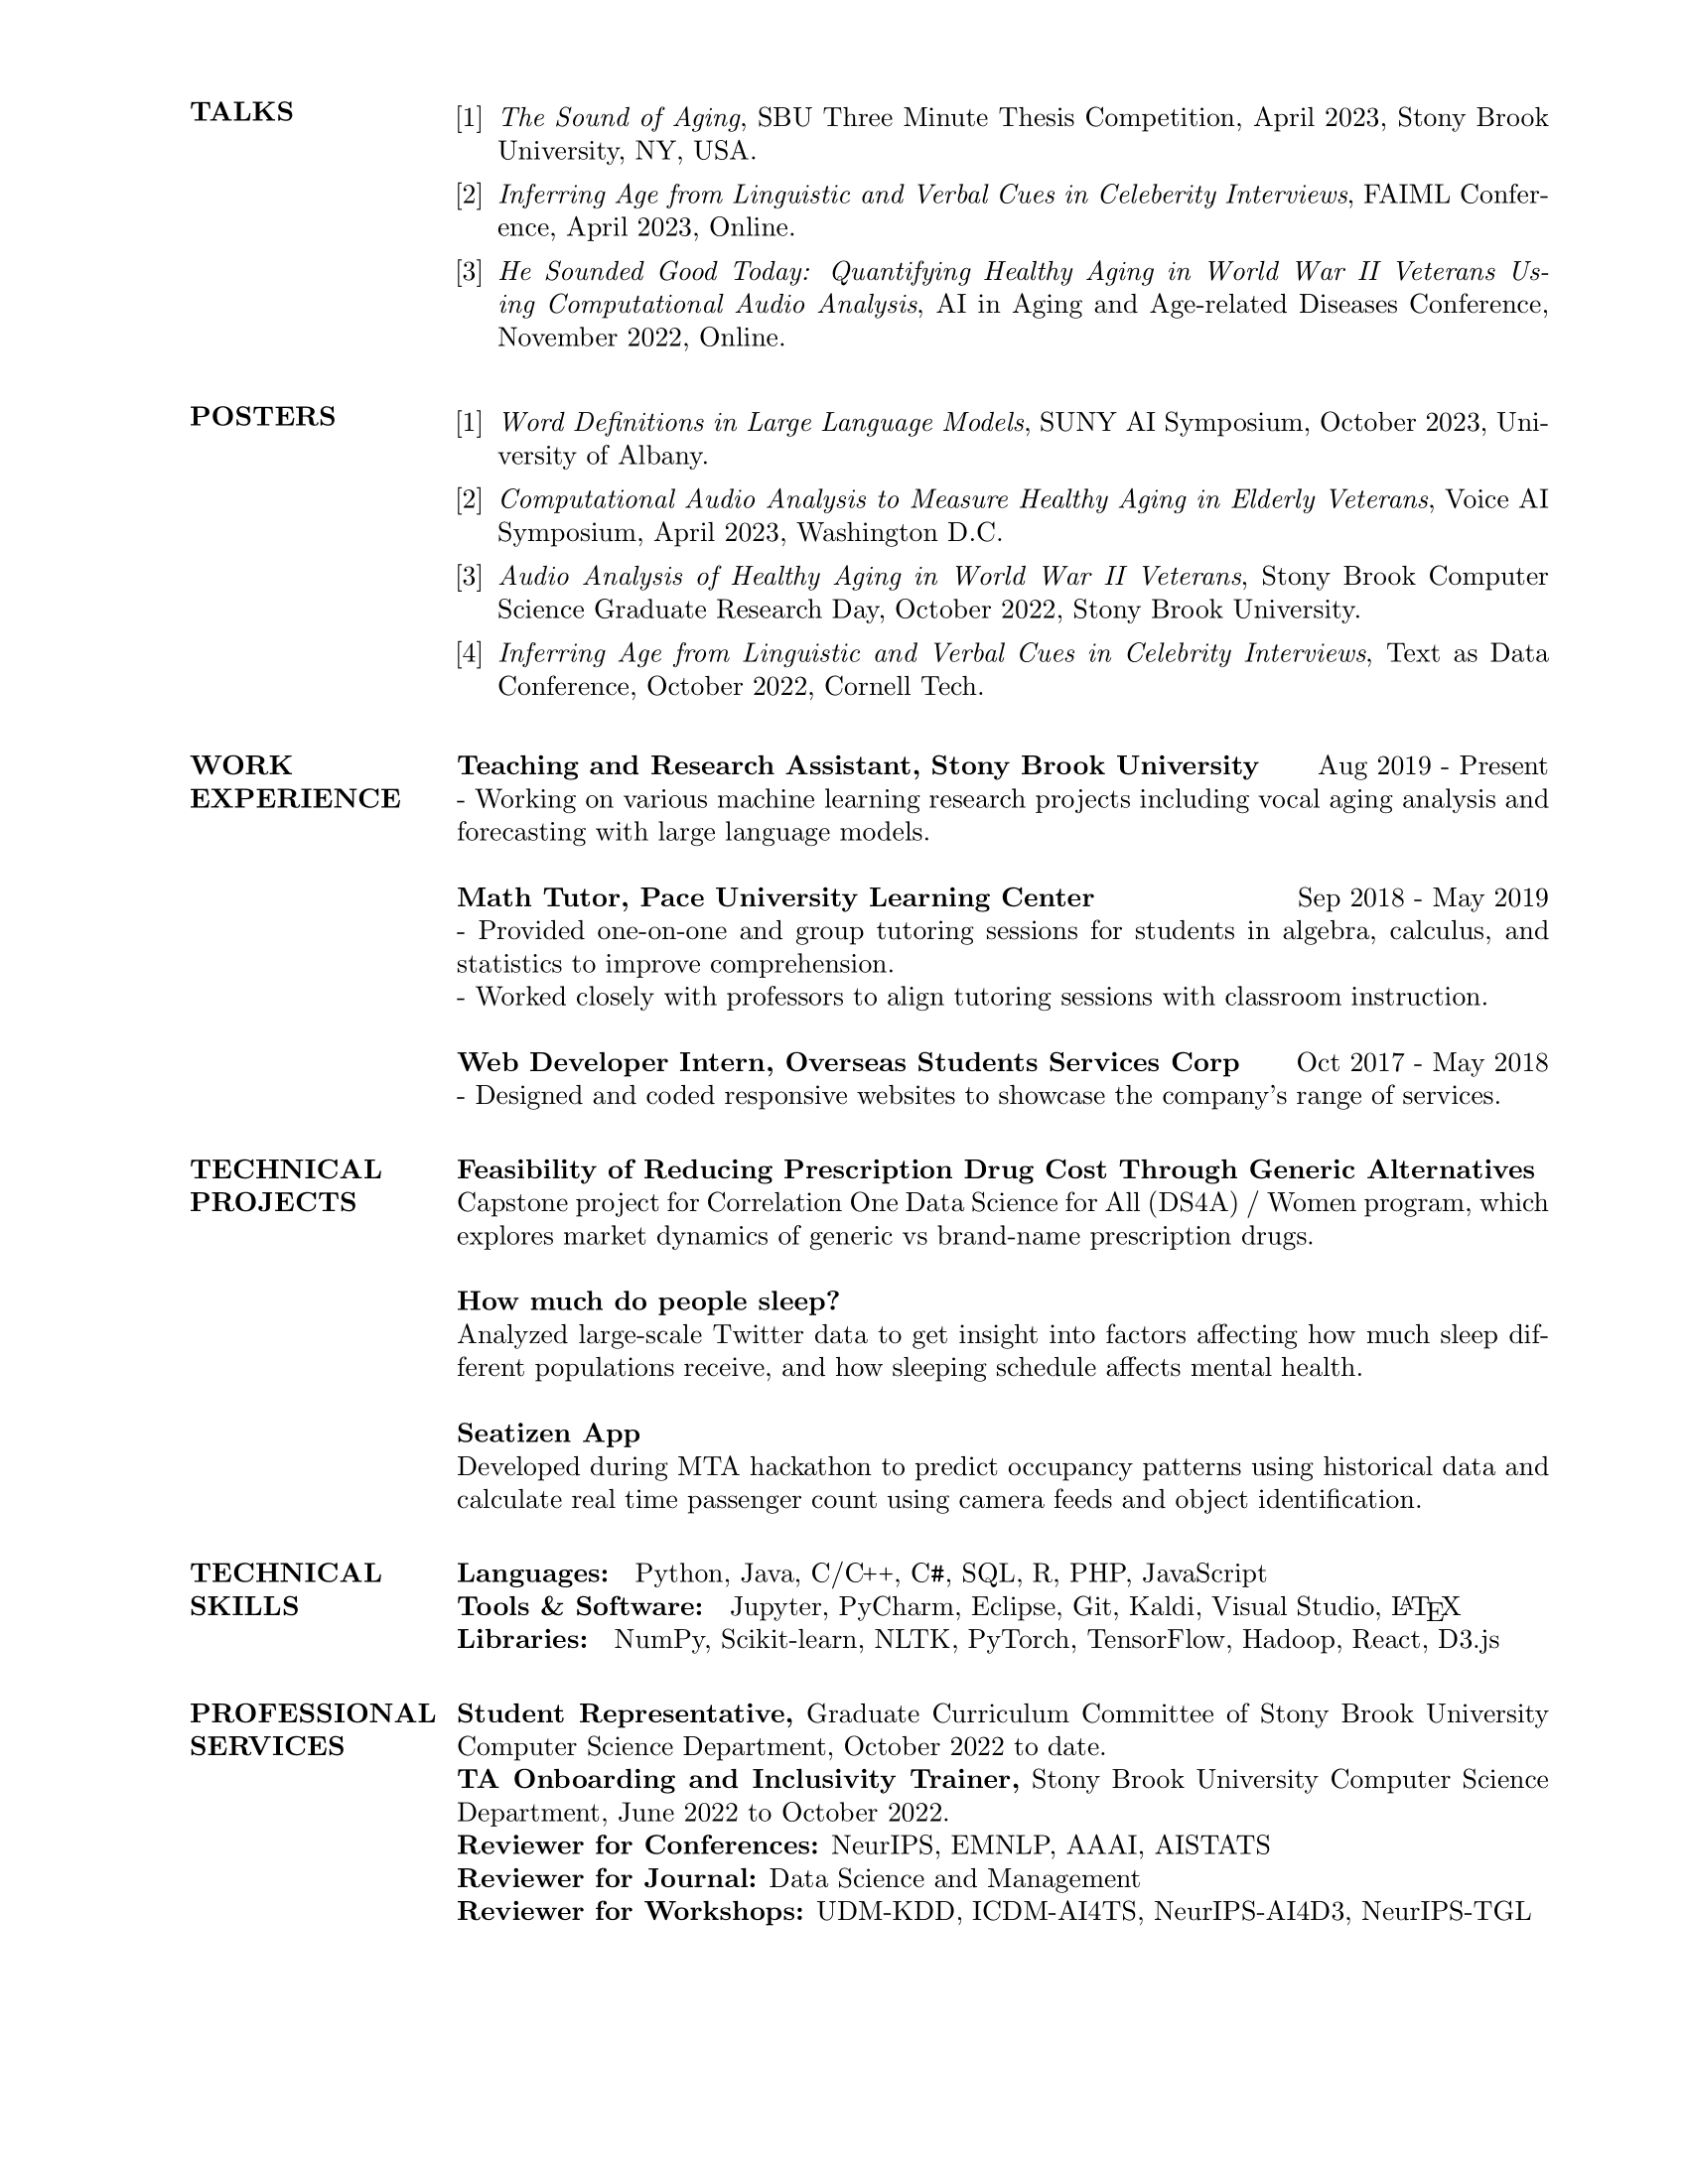 TALKS
[1] The Sound of Aging, SBU Three Minute Thesis Competition, April 2023, Stony Brook
University, NY, USA.
[2] Inferring Age from Linguistic and Verbal Cues in Celeberity Interviews, FAIML Confer-
ence, April 2023, Online.
[3] He Sounded Good Today: Quantifying Healthy Aging in World War II Veterans Us-
ing Computational Audio Analysis, AI in Aging and Age-related Diseases Conference,
November 2022, Online.
POSTERS
[1] Word Definitions in Large Language Models, SUNY AI Symposium, October 2023, Uni-
versity of Albany.
[2] Computational Audio Analysis to Measure Healthy Aging in Elderly Veterans, Voice AI
Symposium, April 2023, Washington D.C.
[3] Audio Analysis of Healthy Aging in World War II Veterans, Stony Brook Computer
Science Graduate Research Day, October 2022, Stony Brook University.
[4] Inferring Age from Linguistic and Verbal Cues in Celebrity Interviews, Text as Data
Conference, October 2022, Cornell Tech.
WORK
EXPERIENCE
Teaching and Research Assistant, Stony Brook University Aug 2019 - Present
- Working on various machine learning research projects including vocal aging analysis and
forecasting with large language models.
Math Tutor, Pace University Learning Center Sep 2018 - May 2019
- Provided one-on-one and group tutoring sessions for students in algebra, calculus, and
statistics to improve comprehension.
- Worked closely with professors to align tutoring sessions with classroom instruction.
Web Developer Intern, Overseas Students Services Corp Oct 2017 - May 2018
- Designed and coded responsive websites to showcase the company's range of services.
TECHNICAL
PROJECTS
Feasibility of Reducing Prescription Drug Cost Through Generic Alternatives
Capstone project for Correlation One Data Science for All (DS4A) / Women program, which
explores market dynamics of generic vs brand-name prescription drugs.
How much do people sleep?
Analyzed large-scale Twitter data to get insight into factors affecting how much sleep dif-
ferent populations receive, and how sleeping schedule affects mental health.
Seatizen App
Developed during MTA hackathon to predict occupancy patterns using historical data and
calculate real time passenger count using camera feeds and object identification.
TECHNICAL
SKILLS
Languages: Python, Java, C/C++, C#, SQL, R, PHP, JavaScript
Tools & Software: Jupyter, PyCharm, Eclipse, Git, Kaldi, Visual Studio, LATEX
Libraries: NumPy, Scikit-learn, NLTK, PyTorch, TensorFlow, Hadoop, React, D3.js
PROFESSIONAL
SERVICES
Student Representative, Graduate Curriculum Committee of Stony Brook University
Computer Science Department, October 2022 to date.
TA Onboarding and Inclusivity Trainer, Stony Brook University Computer Science
Department, June 2022 to October 2022.
Reviewer for Conferences: NeurIPS, EMNLP, AAAI, AISTATS
Reviewer for Journal: Data Science and Management
Reviewer for Workshops: UDM-KDD, ICDM-AI4TS, NeurIPS-AI4D3, NeurIPS-TGL